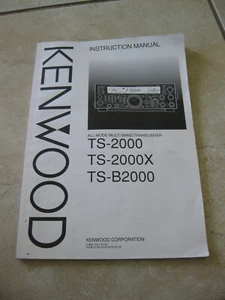 KENWOOD
INSTRUCTION MANUAL
ALL MODE MULTI-BAND TRANSCEIVER
TS-2000
TS-2000X
TS-B2000
KENWOOD CORPORATION